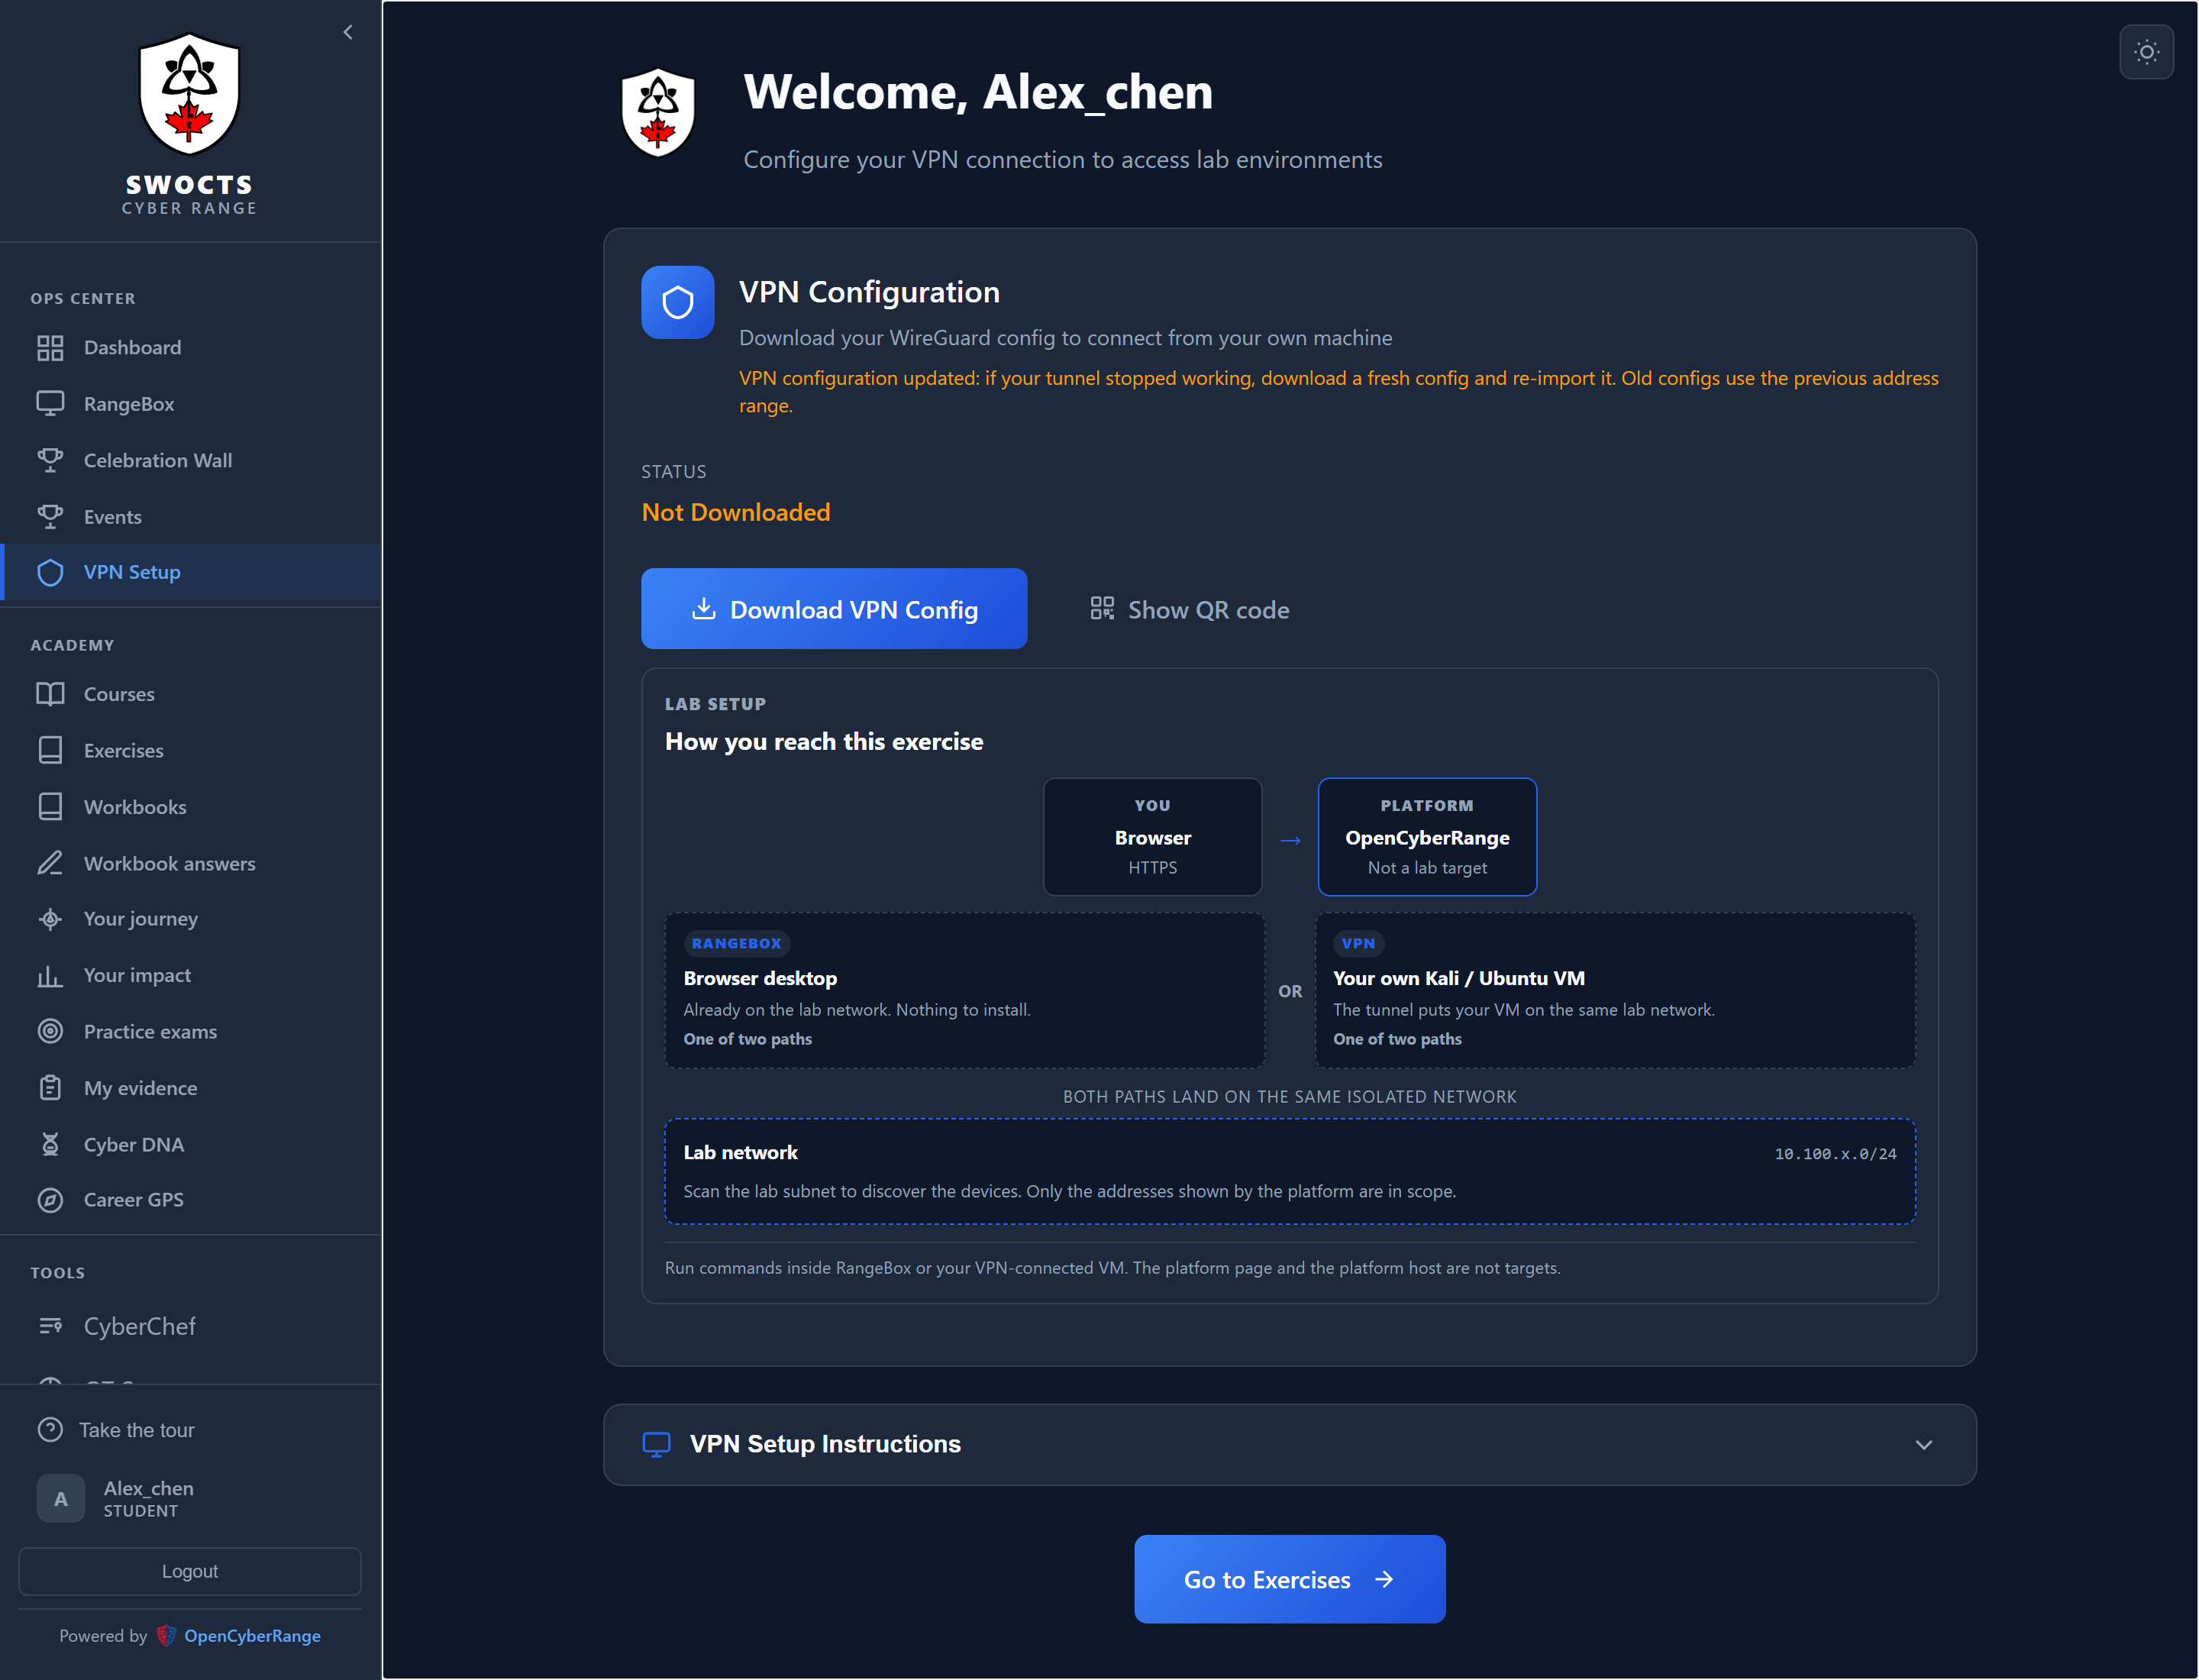 SWOCTS
CYBER RANGE
OPS CENTER
Dashboard
RangeBox
Celebration Wall
Events
VPN Setup
ACADEMY
Courses
Exercises
Workbooks
Workbook answers
Your journey
Your impact
Practice exams
My evidence
Cyber DNA
Career GPS
TOOLS
CyberChef
Take the tour
A
Alex_chen
STUDENT
Logout
Powered by OpenCyberRange
Welcome, Alex_chen
Configure your VPN connection to access lab environments
VPN Configuration
Download your WireGuard config to connect from your own machine
VPN configuration updated: if your tunnel stopped working, download a fresh config and re-import it. Old configs use the previous address
range.
STATUS
Not Downloaded
Download VPN Config
Show QR code
LAB SETUP
How you reach this exercise
YOU
Browser
HTTPS
→
PLATFORM
OpenCyberRange
Not a lab target
RANGEBOX
Browser desktop
Already on the lab network. Nothing to install.
One of two paths
OR
VPN
Your own Kali / Ubuntu VM
The tunnel puts your VM on the same lab network.
One of two paths
BOTH PATHS LAND ON THE SAME ISOLATED NETWORK
Lab network
10.100.x.0/24
Scan the lab subnet to discover the devices. Only the addresses shown by the platform are in scope.
Run commands inside RangeBox or your VPN-connected VM. The platform page and the platform host are not targets.
VPN Setup Instructions
Go to Exercises →